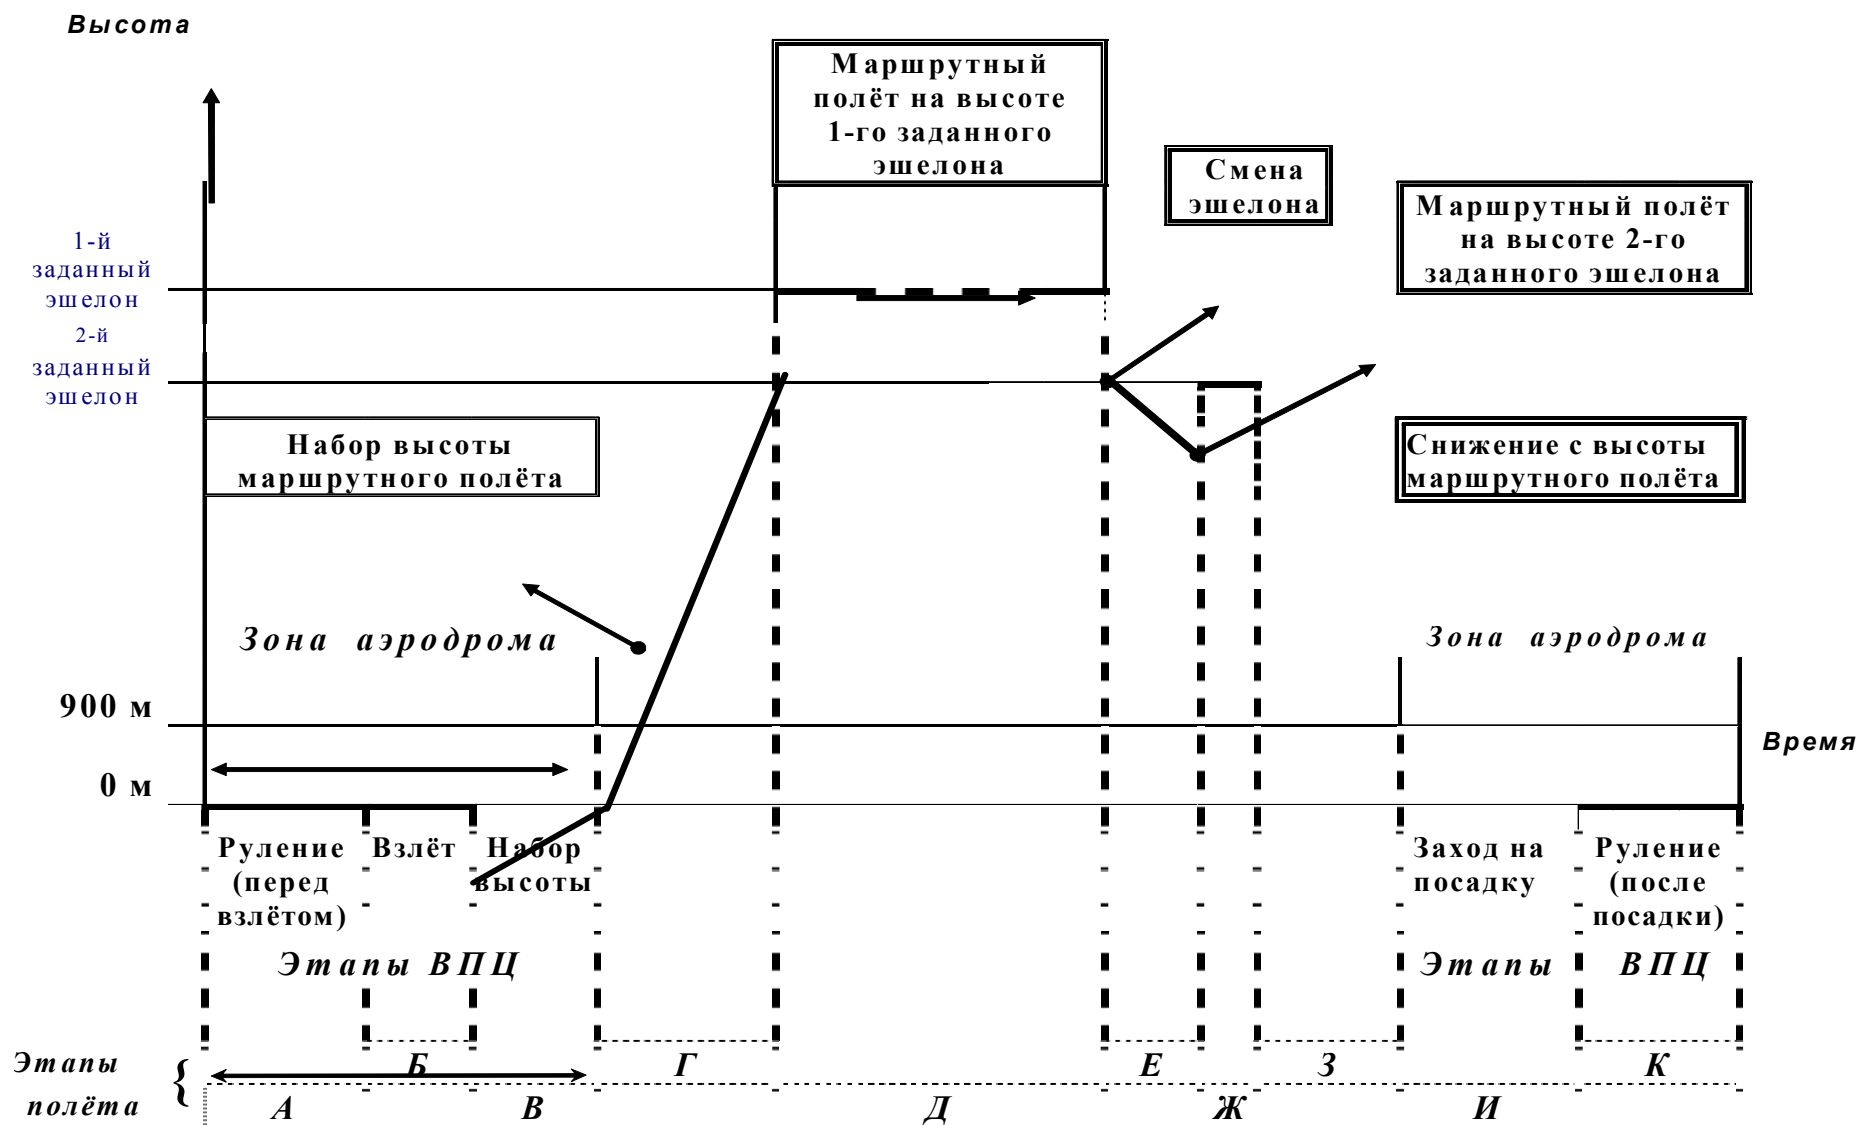 Высота
Маршрутный
полёт на высоте
1-го заданного
эшелона
Смена
эшелона
Маршрутный полёт
на высоте 2-го
заданного эшелона
1-й
заданный
эшелон
2-й
заданный
эшелон
Набор высоты
маршрутного полёта
Снижение с высоты
маршрутного полёта
Зона аэродрома
Зона аэродрома
900 м
Время
0 м
Руление
(перед
взлётом)
Взлёт
Набор
высоты
Заход на
посадку
Руление
(после
посадки)
Этапы ВПЦ
Этапы ВПЦ
Этапы
полёта
{
Б
Г
Е
З
К
А
В
Д
Ж
И